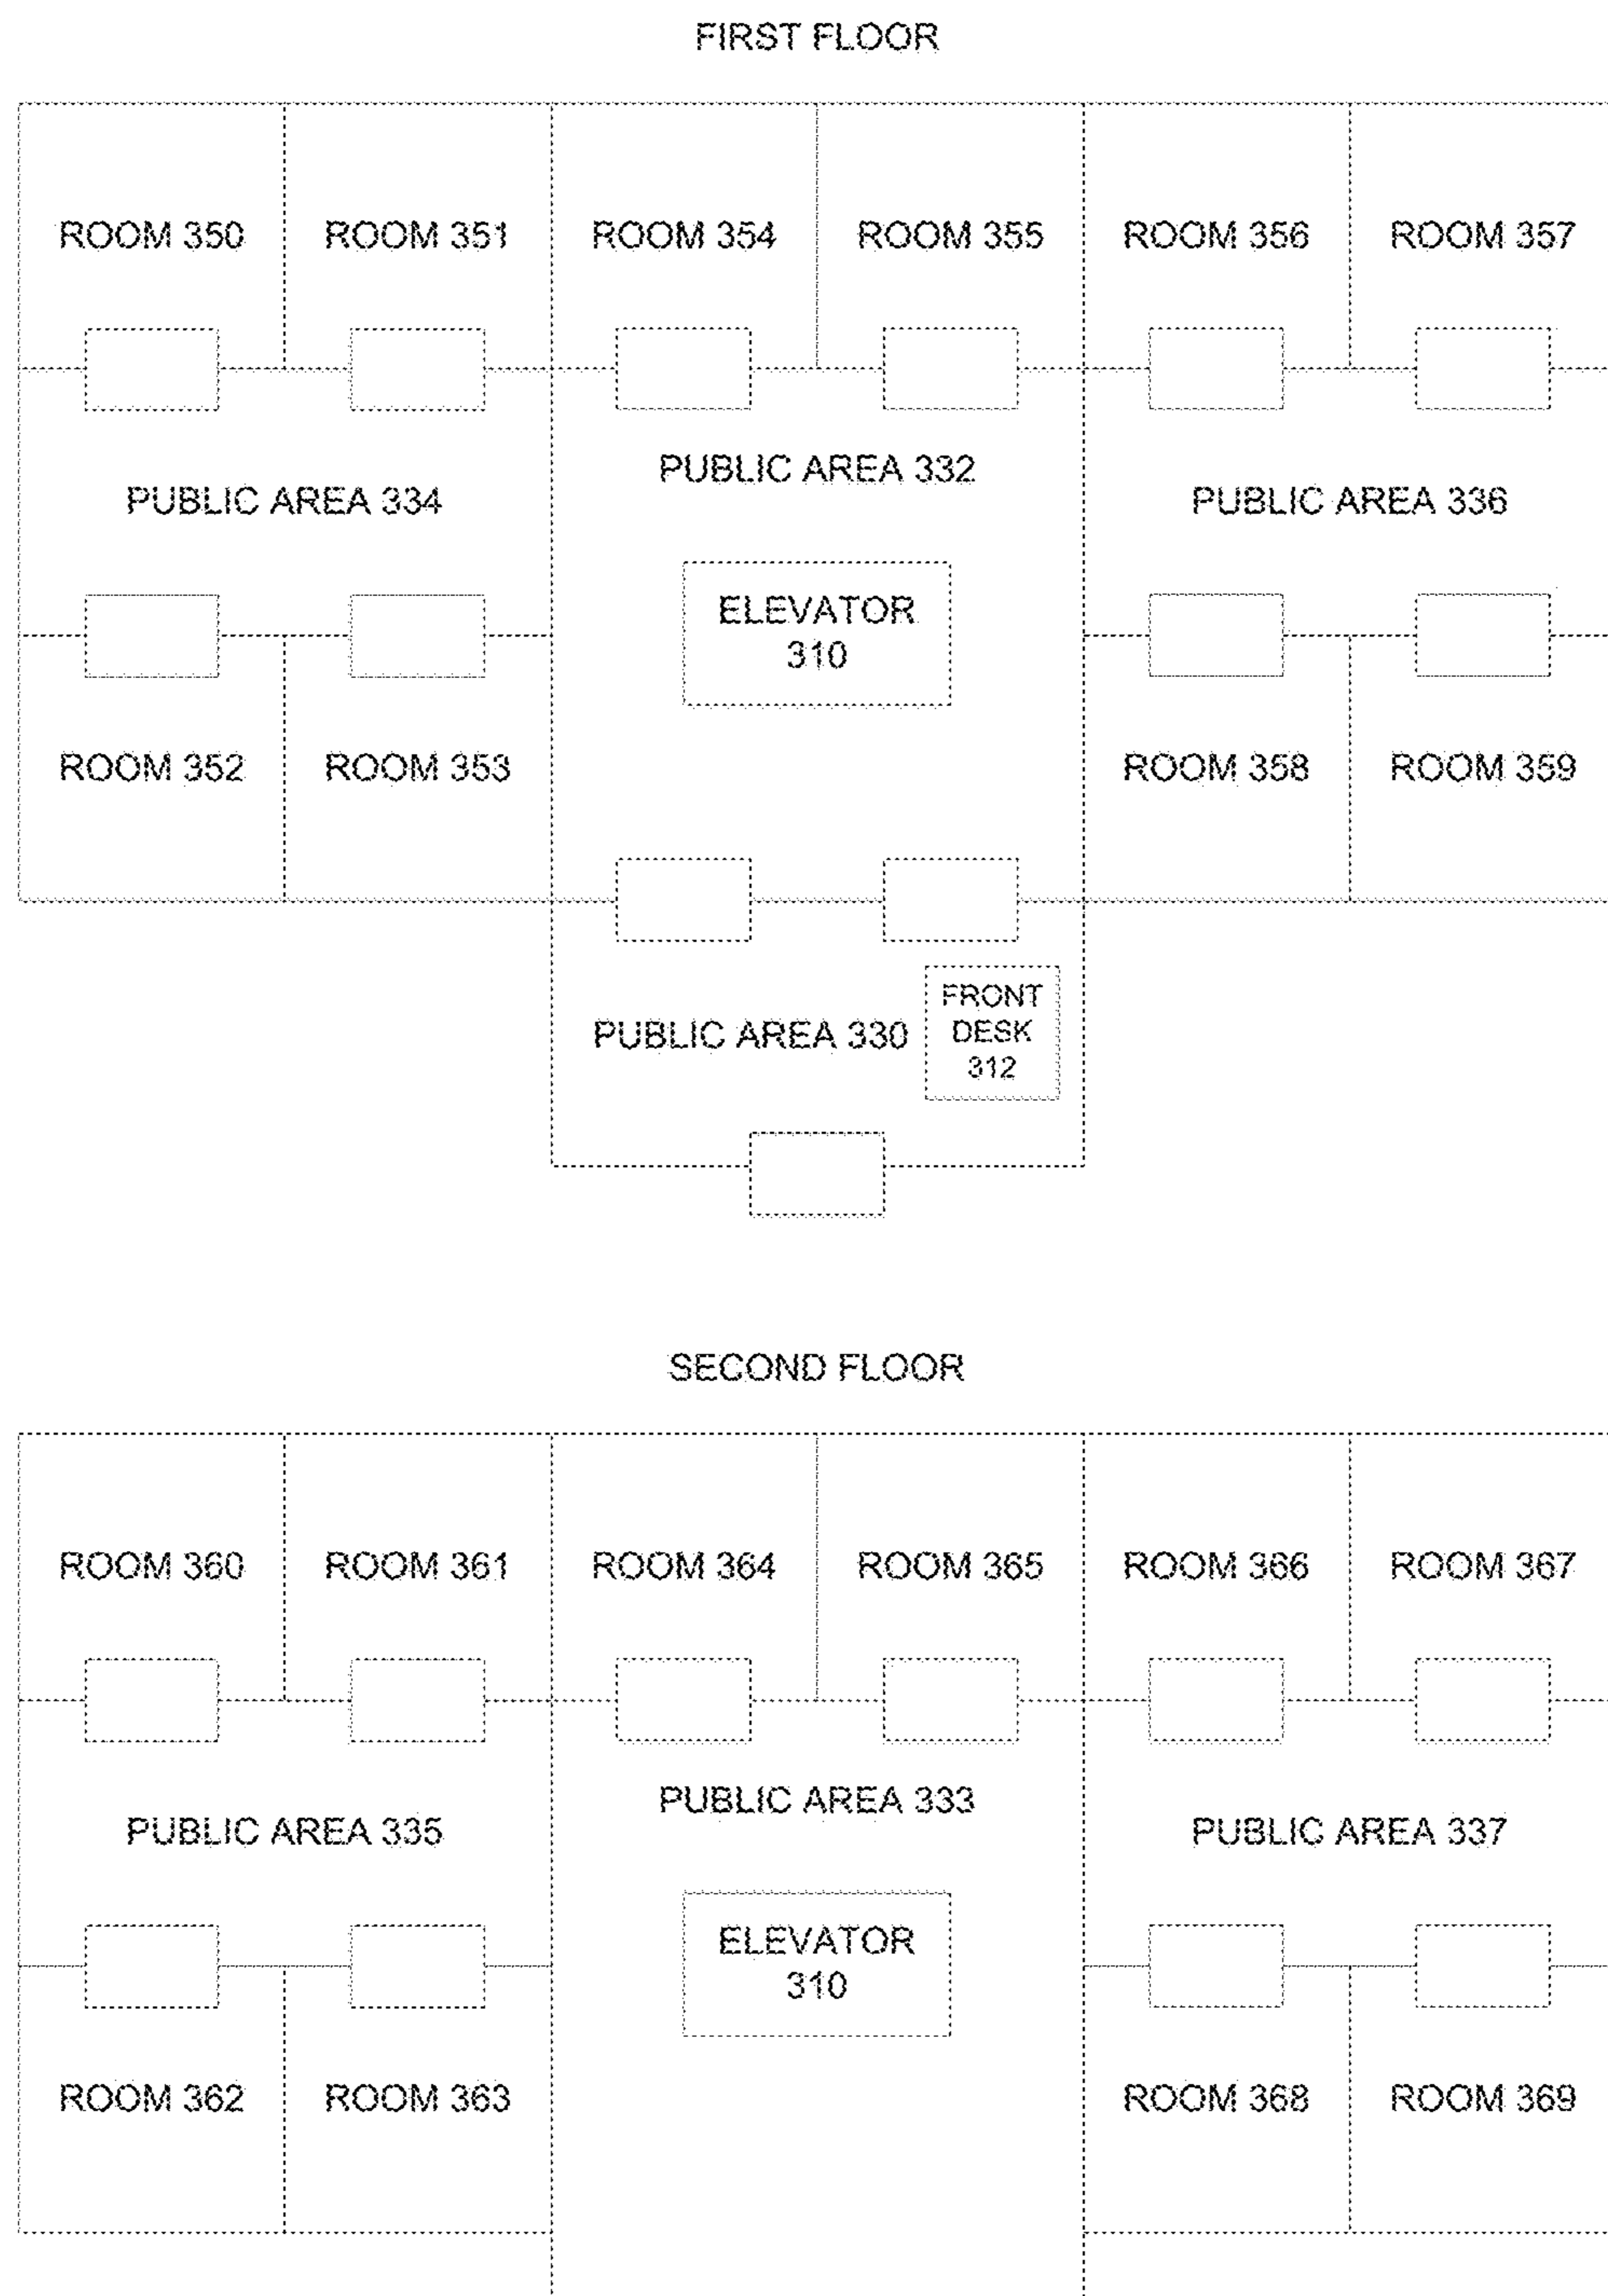 FIRST FLOOR
ROOM 350
ROOM 351
ROOM 354
ROOM 355
ROOM 356
ROOM 357
PUBLIC AREA 334
PUBLIC AREA 332
PUBLIC AREA 336
ELEVATOR
310
ROOM 352
ROOM 353
ROOM 358
ROOM 359
PUBLIC AREA 330
FRONT
DESK
312
SECOND FLOOR
ROOM 360
ROOM 361
ROOM 364
ROOM 365
ROOM 366
ROOM 367
PUBLIC AREA 335
PUBLIC AREA 333
PUBLIC AREA 337
ELEVATOR
310
ROOM 362
ROOM 363
ROOM 368
ROOM 369